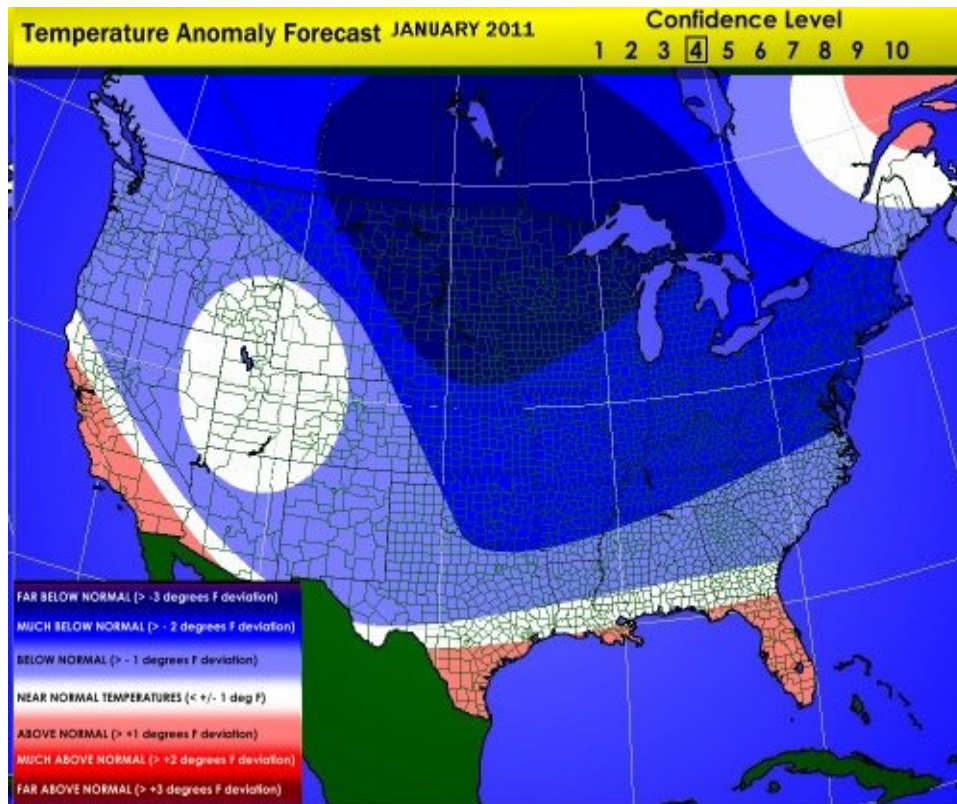 Temperature Anomaly Forecast JANUARY 2011
Confidence Level
1 2 3 4 5 6 7 8 9 10
FAR BELOW NORMAL (> -3 degrees F deviation)
MUCH BELOW NORMAL (> - 2 degrees F deviation)
BELOW NORMAL (> - 1 degrees F deviation)
NEAR NORMAL TEMPERATURES (< +/- 1 deg F)
ABOVE NORMAL (> +1 degrees F deviation)
MUCH ABOVE NORMAL (> +2 degrees F deviation)
FAR ABOVE NORMAL (> +3 degrees F deviation)